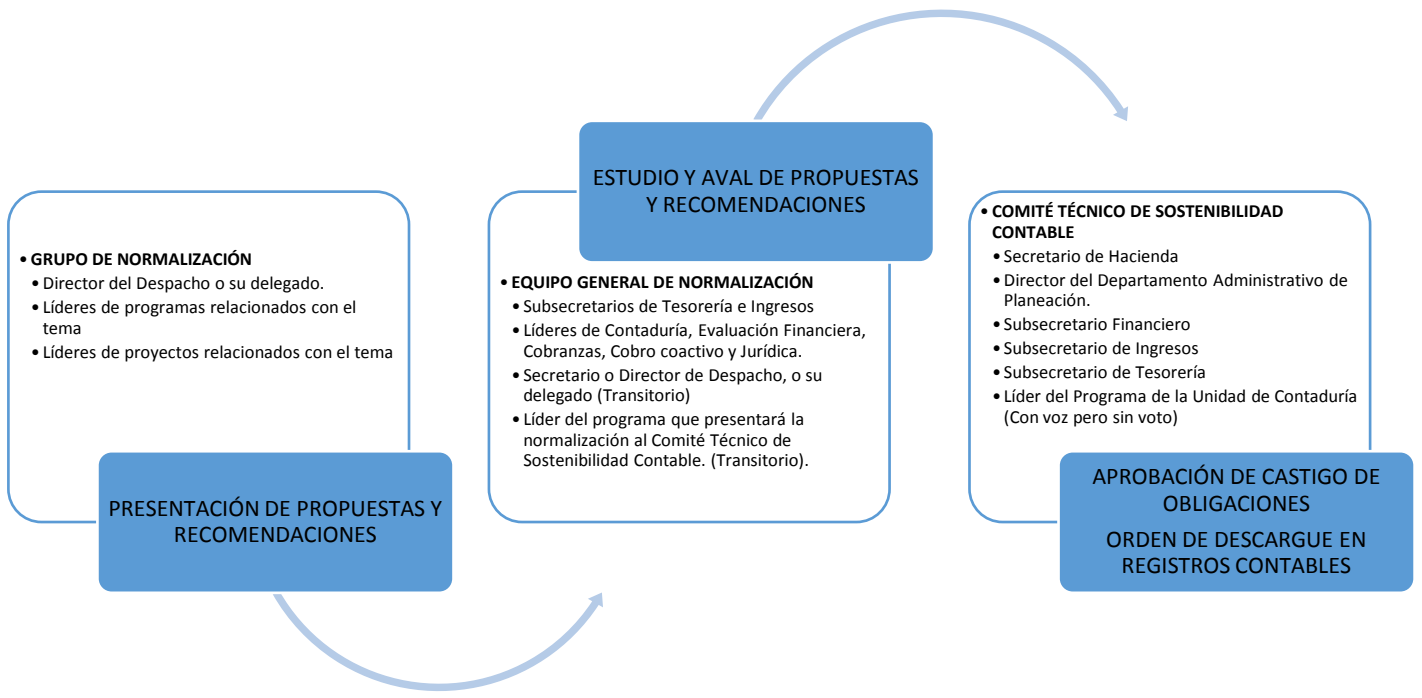 • GRUPO DE NORMALIZACIÓN
• Director del Despacho o su delegado.
• Líderes de programas relacionados con el
tema
• Líderes de proyectos relacionados con el tema
PRESENTACIÓN DE PROPUESTAS Y
RECOMENDACIONES
ESTUDIO Y AVAL DE PROPUESTAS
Y RECOMENDACIONES
• EQUIPO GENERAL DE NORMALIZACIÓN
• Subsecretarios de Tesorería e Ingresos
• Líderes de Contaduría, Evaluación Financiera,
Cobranzas, Cobro coactivo y Jurídica.
• Secretario o Director de Despacho, o su
delegado (Transitorio)
• Líder del programa que presentará la
normalización al Comité Técnico de
Sostenibilidad Contable. (Transitorio).
• COMITÉ TÉCNICO DE SOSTENIBILIDAD
CONTABLE
• Secretario de Hacienda
• Director del Departamento Administrativo de
Planeación.
• Subsecretario Financiero
• Subsecretario de Ingresos
• Subsecretario de Tesorería
• Líder del Programa de la Unidad de Contaduría
(Con voz pero sin voto)
APROBACIÓN DE CASTIGO DE
OBLIGACIONES
ORDEN DE DESCARGUE EN
REGISTROS CONTABLES